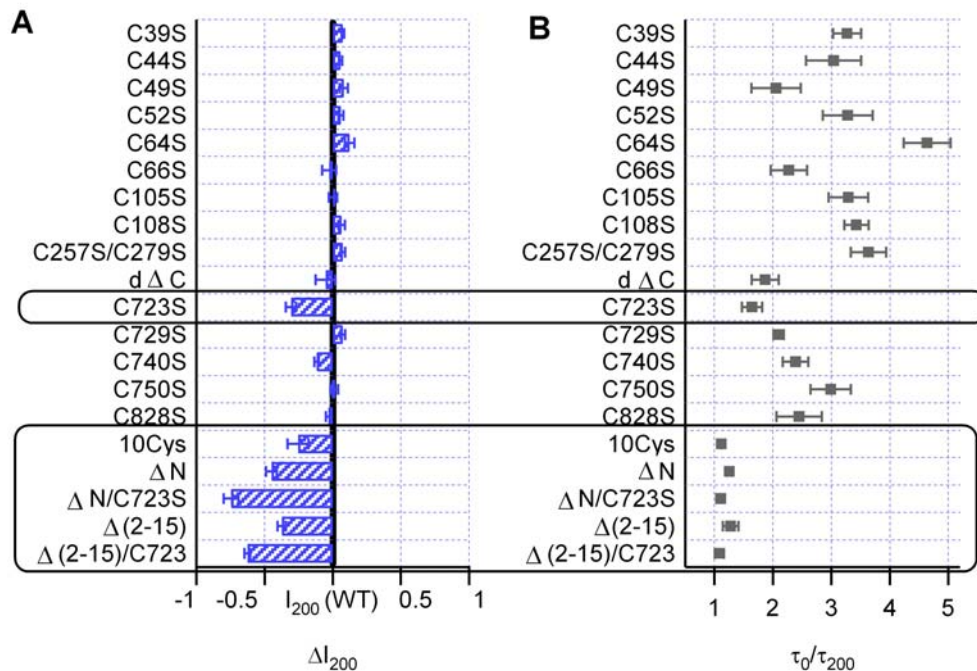 A
B
C39S
C44S
C49S
C52S
C64S
C66S
C105S
C108S
C257S/C279S
d Δ C
C723S
C729S
C740S
C750S
C828S
10Cys
Δ N
Δ N/C723S
Δ(2-15)
Δ (2-15)/C723
-1 -0.5 I₂₀₀ (WT) 0.5 1
ΔI₂₀₀
C39S
C44S
C49S
C52S
C64S
C66S
C105S
C108S
C257S/C279S
d Δ C
C723S
C729S
C740S
C750S
C828S
10Cys
Δ N
Δ N/C723S
Δ(2-15)
Δ (2-15)/C723
1 2 3 4 5
τ₀/τ₂₀₀